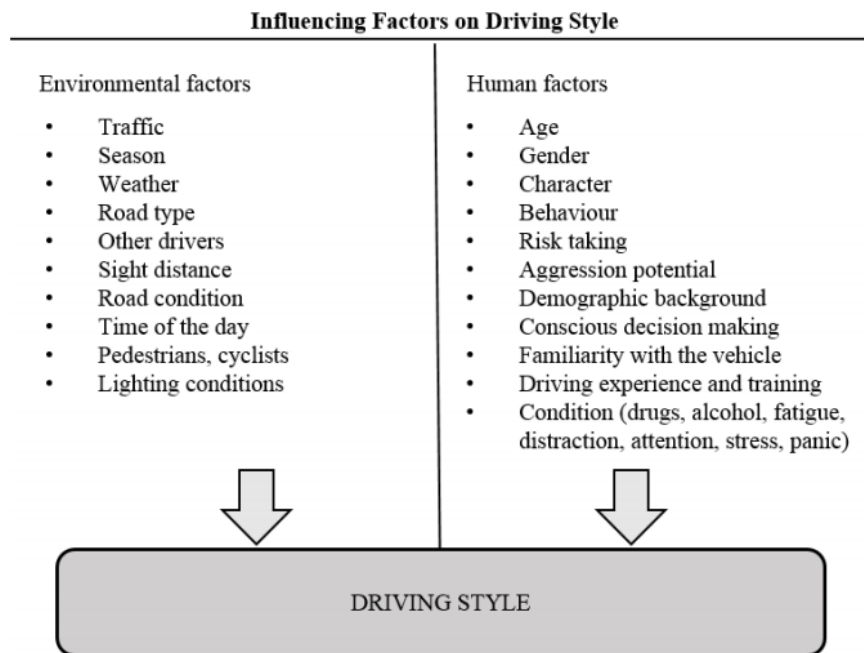 Influencing Factors on Driving Style
Environmental factors
• Traffic
• Season
• Weather
• Road type
• Other drivers
• Sight distance
• Road condition
• Time of the day
• Pedestrians, cyclists
• Lighting conditions
Human factors
• Age
• Gender
• Character
• Behaviour
• Risk taking
• Aggression potential
• Demographic background
• Conscious decision making
• Familiarity with the vehicle
• Driving experience and training
• Condition (drugs, alcohol, fatigue,
distraction, attention, stress, panic)
DRIVING STYLE